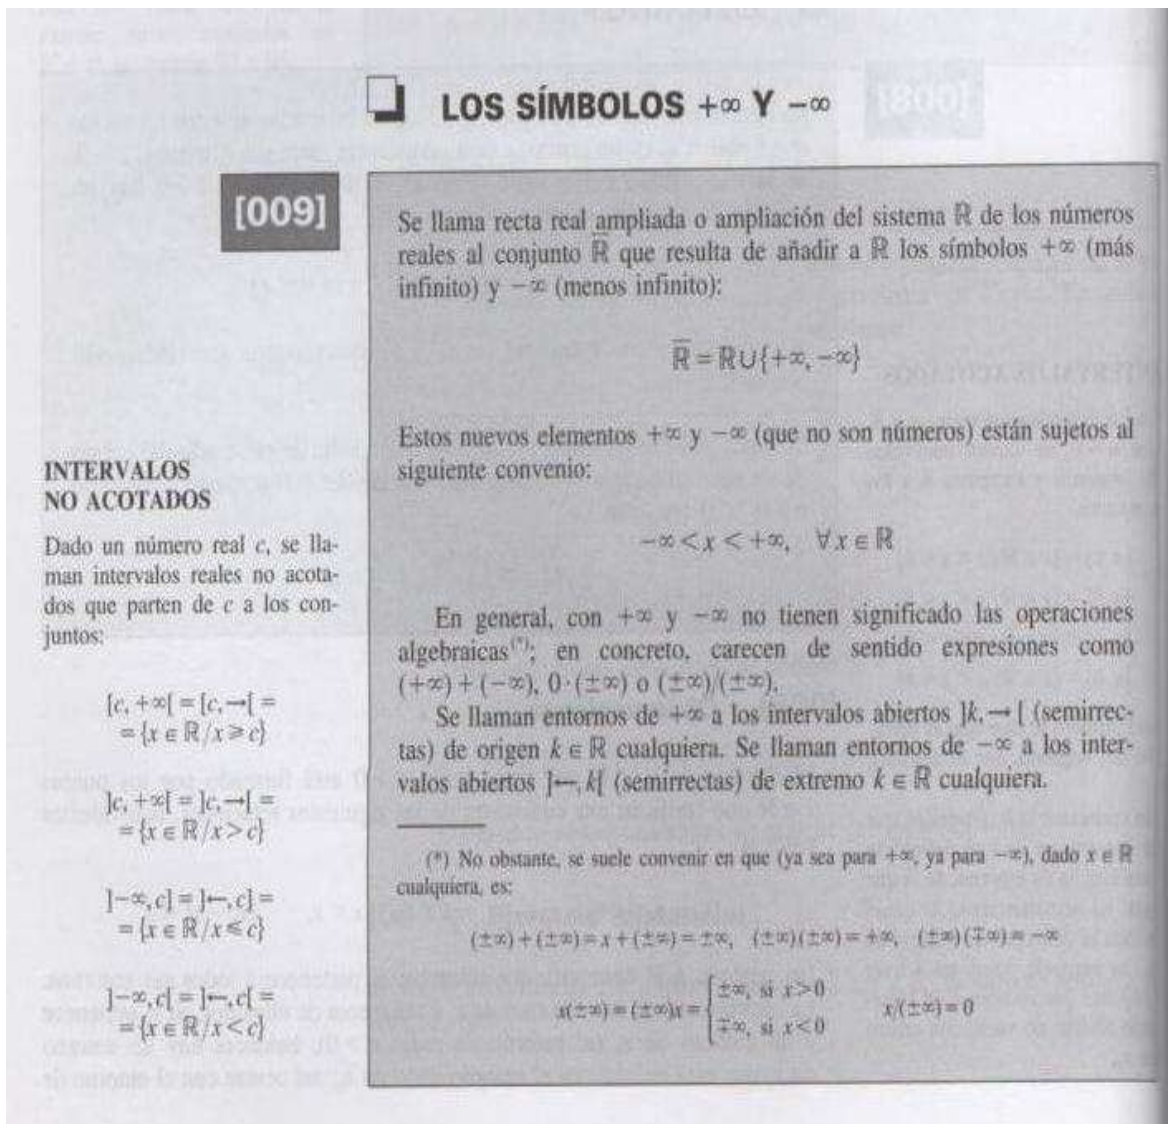 LOS SÍMBOLOS +∞ Y −∞
[009]
Se llama recta real ampliada o ampliación del sistema ℝ de los números
reales al conjunto ℝ̅ que resulta de añadir a ℝ los símbolos +∞ (más
infinito) y −∞ (menos infinito):
ℝ̅ = ℝ∪{+∞, −∞}
Estos nuevos elementos +∞ y −∞ (que no son números) están sujetos al
siguiente convenio:
−∞ < x < +∞, ∀x ∈ ℝ
En general, con +∞ y −∞ no tienen significado las operaciones
algebraicas(*); en concreto, carecen de sentido expresiones como
(+∞) + (−∞), 0·(±∞) o (±∞)/(±∞).
Se llaman entornos de +∞ a los intervalos abiertos ]k, →[ (semirrec-
tas) de origen k ∈ ℝ cualquiera. Se llaman entornos de −∞ a los inter-
valos abiertos ]←, k[ (semirrectas) de extremo k ∈ ℝ cualquiera.
(*) No obstante, se suele convenir en que (ya sea para +∞, ya para −∞), dado x ∈ ℝ
cualquiera, es:
(±∞) + (±∞) = x + (±∞) = ±∞, (±∞)(±∞) = +∞, (±∞)(∓∞) = −∞
x(±∞) = (±∞)x = { ±∞, si x > 0
∓∞, si x < 0 x/(±∞) = 0
INTERVALOS
NO ACOTADOS
Dado un número real c, se lla-
man intervalos reales no acota-
dos que parten de c a los con-
juntos:
[c, +∞[ = [c, →[ =
= {x ∈ ℝ/x ⩾ c}
]c, +∞[ = ]c, →[ =
= {x ∈ ℝ/x > c}
]−∞, c] = ]←, c] =
= {x ∈ ℝ/x ⩽ c}
]−∞, c[ = ]←, c[ =
= {x ∈ ℝ/x < c}